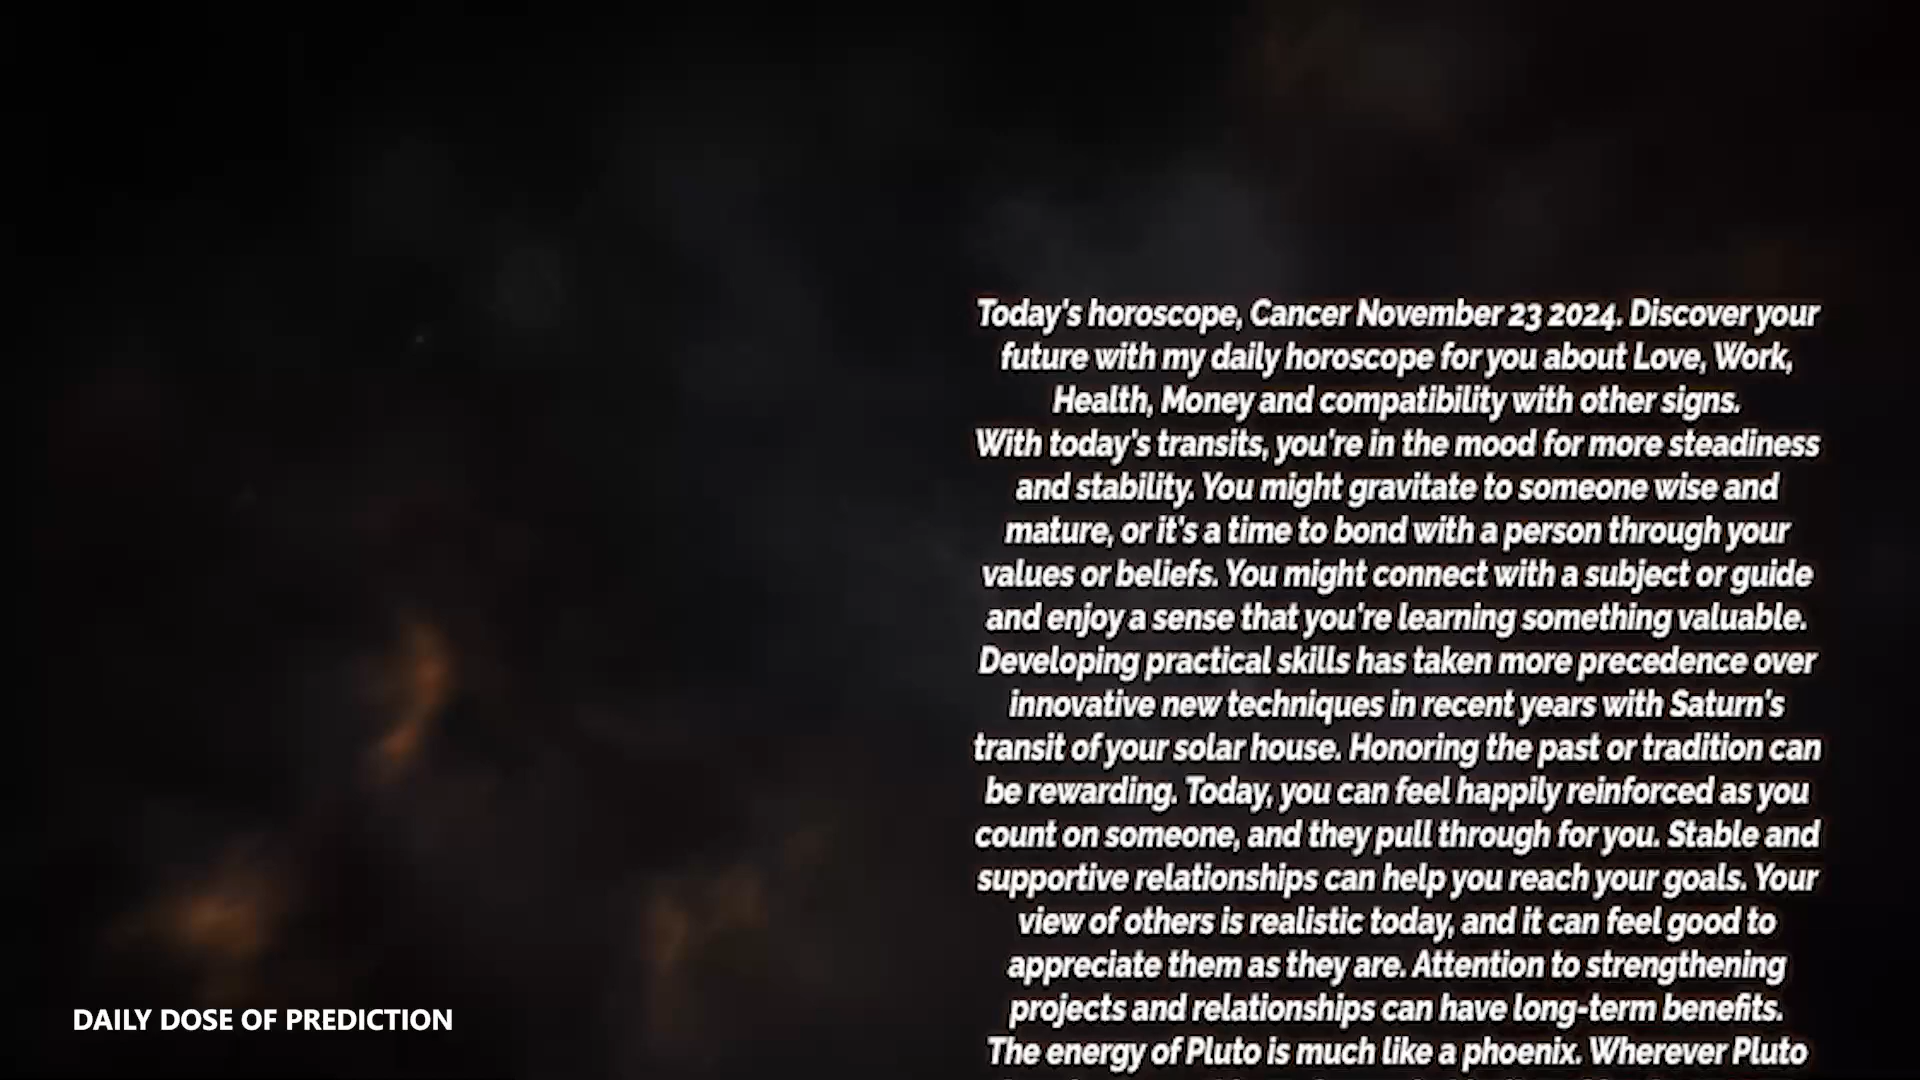 Today's horoscope, Cancer November 23 2024. Discover your
future with my daily horoscope for you about Love, Work,
Health, Money and compatibility with other signs.
With today's transits, you're in the mood for more steadiness
and stability. You might gravitate to someone wise and
mature, or it's a time to bond with a person through your
values or beliefs. You might connect with a subject or guide
and enjoy a sense that you're learning something valuable.
Developing practical skills has taken more precedence over
innovative new techniques in recent years with Saturn's
transit of your solar house. Honoring the past or tradition can
be rewarding. Today, you can feel happily reinforced as you
count on someone, and they pull through for you. Stable and
supportive relationships can help you reach your goals. Your
view of others is realistic today, and it can feel good to
appreciate them as they are. Attention to strengthening
projects and relationships can have long-term benefits.
The energy of Pluto is much like a phoenix. Wherever Pluto
DAILY DOSE OF PREDICTION